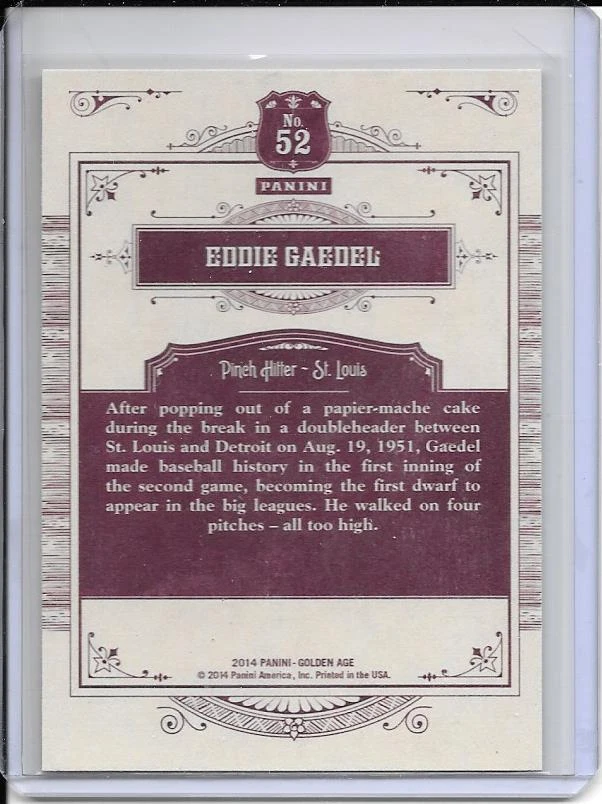 No.
52
PANINI
EDDIE GAEDEL
Pinch Hitter ~ St. Louis
After popping out of a papier-mache cake
during the break in a doubleheader between
St. Louis and Detroit on Aug. 19, 1951, Gaedel
made baseball history in the first inning of
the second game, becoming the first dwarf to
appear in the big leagues. He walked on four
pitches – all too high.
2014 PANINI - GOLDEN AGE
© 2014 Panini America, Inc. Printed in the USA.